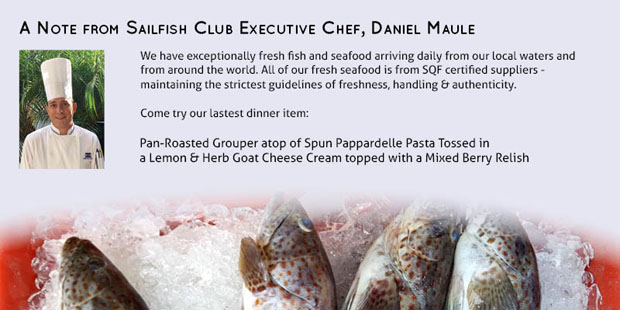 A Note from Sailfish Club Executive Chef, Daniel Maule
We have exceptionally fresh fish and seafood arriving daily from our local waters and
from around the world. All of our fresh seafood is from SQF certified suppliers -
maintaining the strictest guidelines of freshness, handling & authenticity.
Come try our lastest dinner item:
Pan-Roasted Grouper atop of Spun Pappardelle Pasta Tossed in
a Lemon & Herb Goat Cheese Cream topped with a Mixed Berry Relish